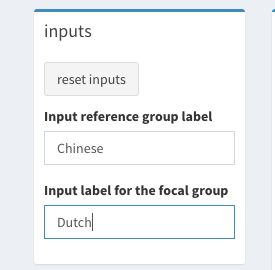 inputs
reset inputs
Input reference group label
Chinese
Input label for the focal group
Dutch